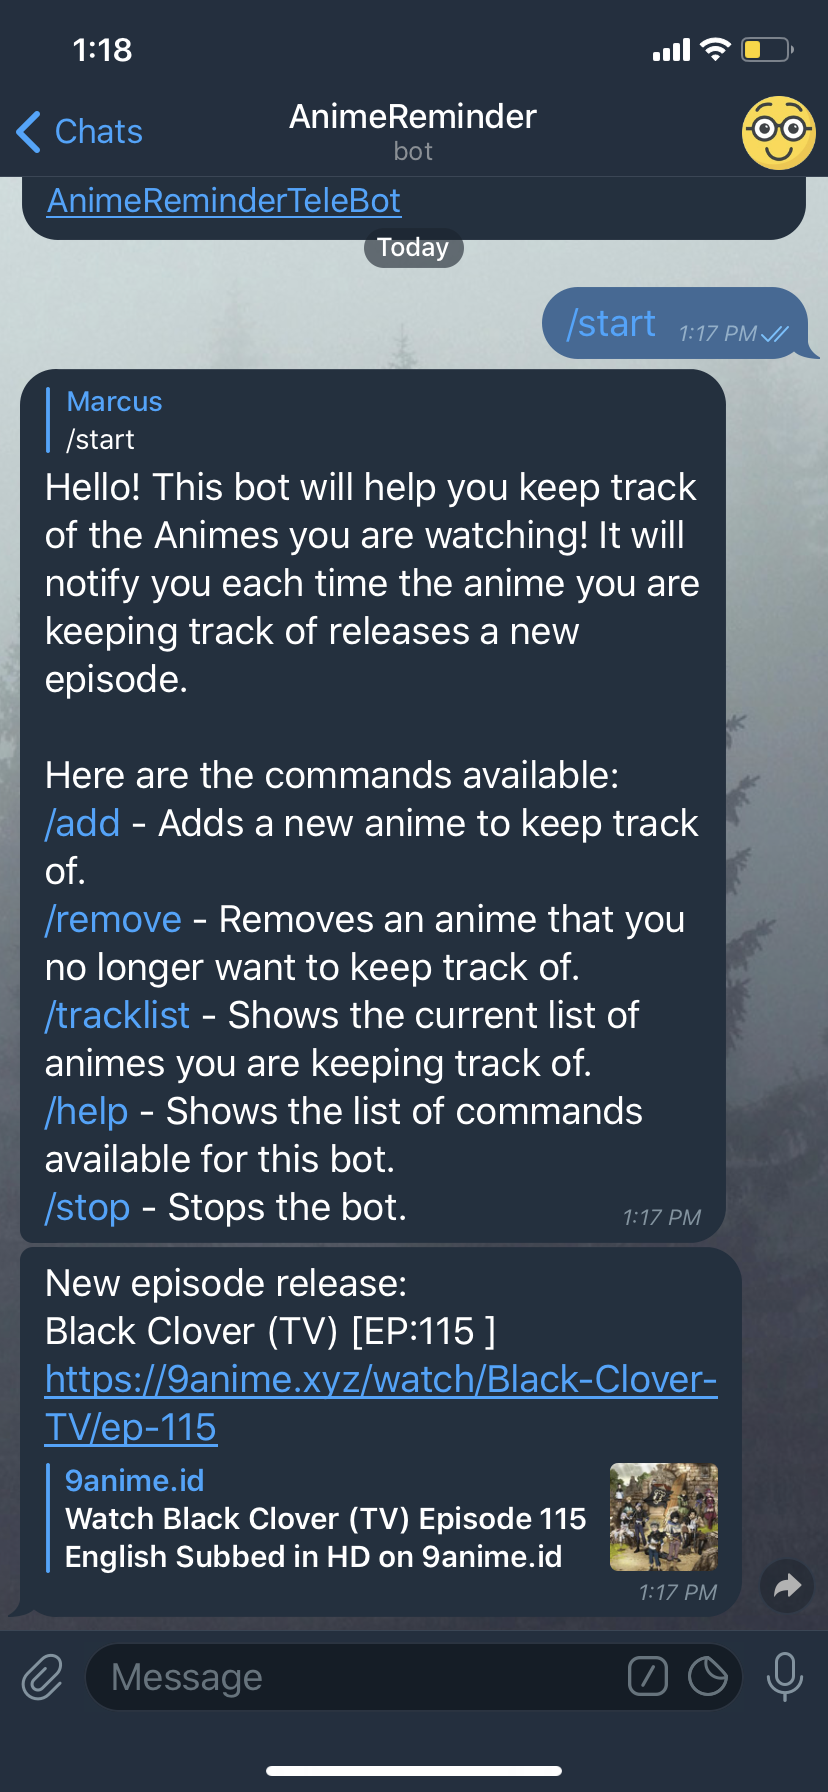 1:18
Chats
AnimeReminder
bot
AnimeReminderTeleBot
Today
/start 1:17 PM
Marcus
/start
Hello! This bot will help you keep track
of the Animes you are watching! It will
notify you each time the anime you are
keeping track of releases a new
episode.
Here are the commands available:
/add - Adds a new anime to keep track
of.
/remove - Removes an anime that you
no longer want to keep track of.
/tracklist - Shows the current list of
animes you are keeping track of.
/help - Shows the list of commands
available for this bot.
/stop - Stops the bot.
1:17 PM
New episode release:
Black Clover (TV) [EP:115 ]
https://9anime.xyz/watch/Black-Clover-
TV/ep-115
9anime.id
Watch Black Clover (TV) Episode 115
English Subbed in HD on 9anime.id
1:17 PM
Message